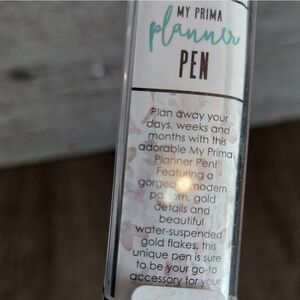 MY PRIMA
planner
PEN
Plan away your
days, weeks and
months with this
adorable My Prima
Planner Pen!
Featuring a
gorgeous modern
pattern, gold
details and
beautiful
water-suspended
gold flakes, this
unique pen is sure
to be your go-to
accessory for your